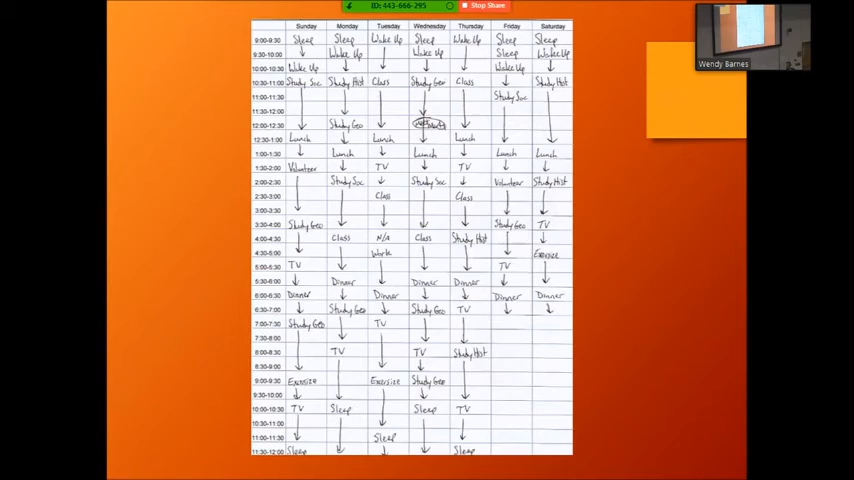 ID: 443-666-295 Stop Share
Wendy Barnes
Sunday Monday Tuesday Wednesday Thursday Friday Saturday
9:00-9:30 Sleep Sleep Wake Up Sleep Wake Up Sleep Sleep
9:30-10:00 Wake Up Wake Up Sleep Wake Up
10:00-10:30 Wake Up Wake Up
10:30-11:00 Study Soc Study Hist Class Study Geo Class Study Hist
11:00-11:30 Study Soc
11:30-12:00
12:00-12:30 Study Geo
12:30-1:00 Lunch Lunch Lunch
1:00-1:30 Lunch Lunch Lunch Lunch
1:30-2:00 Volunteer TV TV
2:00-2:30 Study Soc Study Soc Volunteer Study Hist
2:30-3:00 Class Class
3:00-3:30
3:30-4:00 Study Geo Study Geo TV
4:00-4:30 Class N/A Class Study Hist
4:30-5:00 Work Exersize
5:00-5:30 TV TV
5:30-6:00 Dinner Dinner Dinner
6:00-6:30 Dinner Dinner Dinner Dinner
6:30-7:00 Study Geo Study Geo TV
7:00-7:30 Study Geo TV
7:30-8:00
8:00-8:30 TV TV Study Hist
8:30-9:00
9:00-9:30 Exersize Exersize Study Geo
9:30-10:00
10:00-10:30 TV Sleep Sleep TV
10:30-11:00
11:00-11:30 Sleep
11:30-12:00 Sleep Sleep